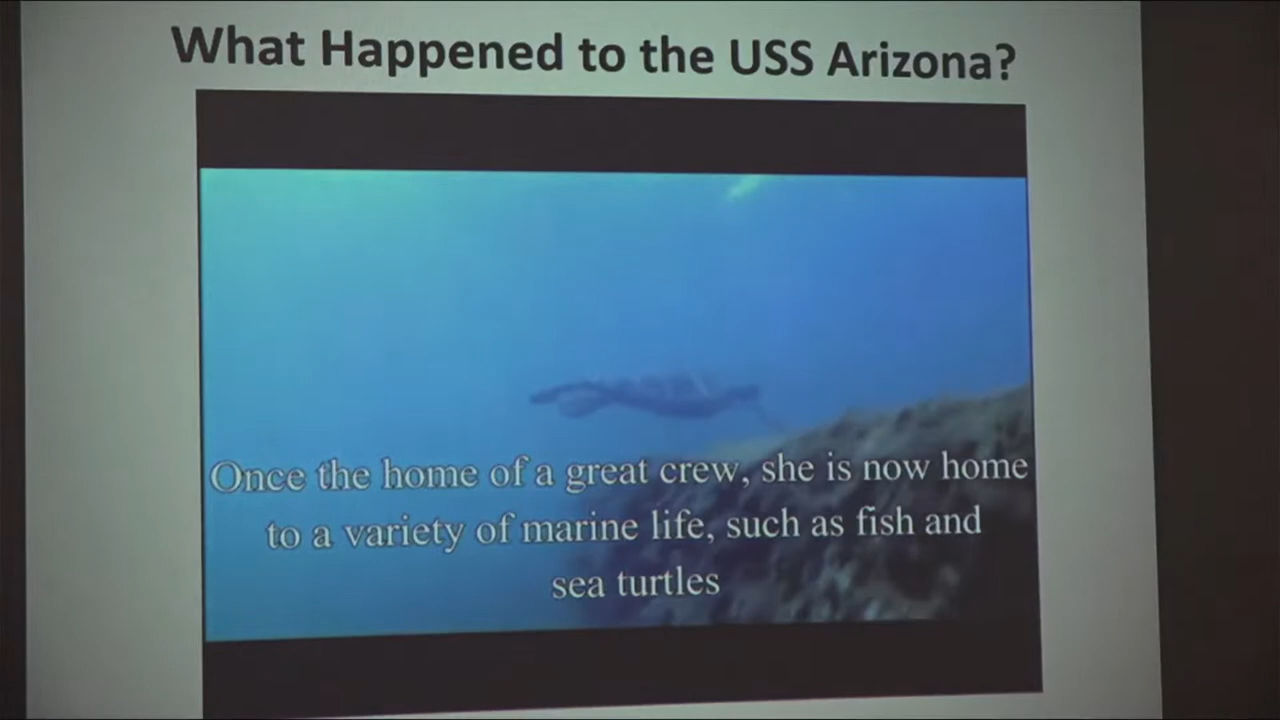 What Happened to the USS Arizona?
Once the home of a great crew, she is now home
to a variety of marine life, such as fish and
sea turtles